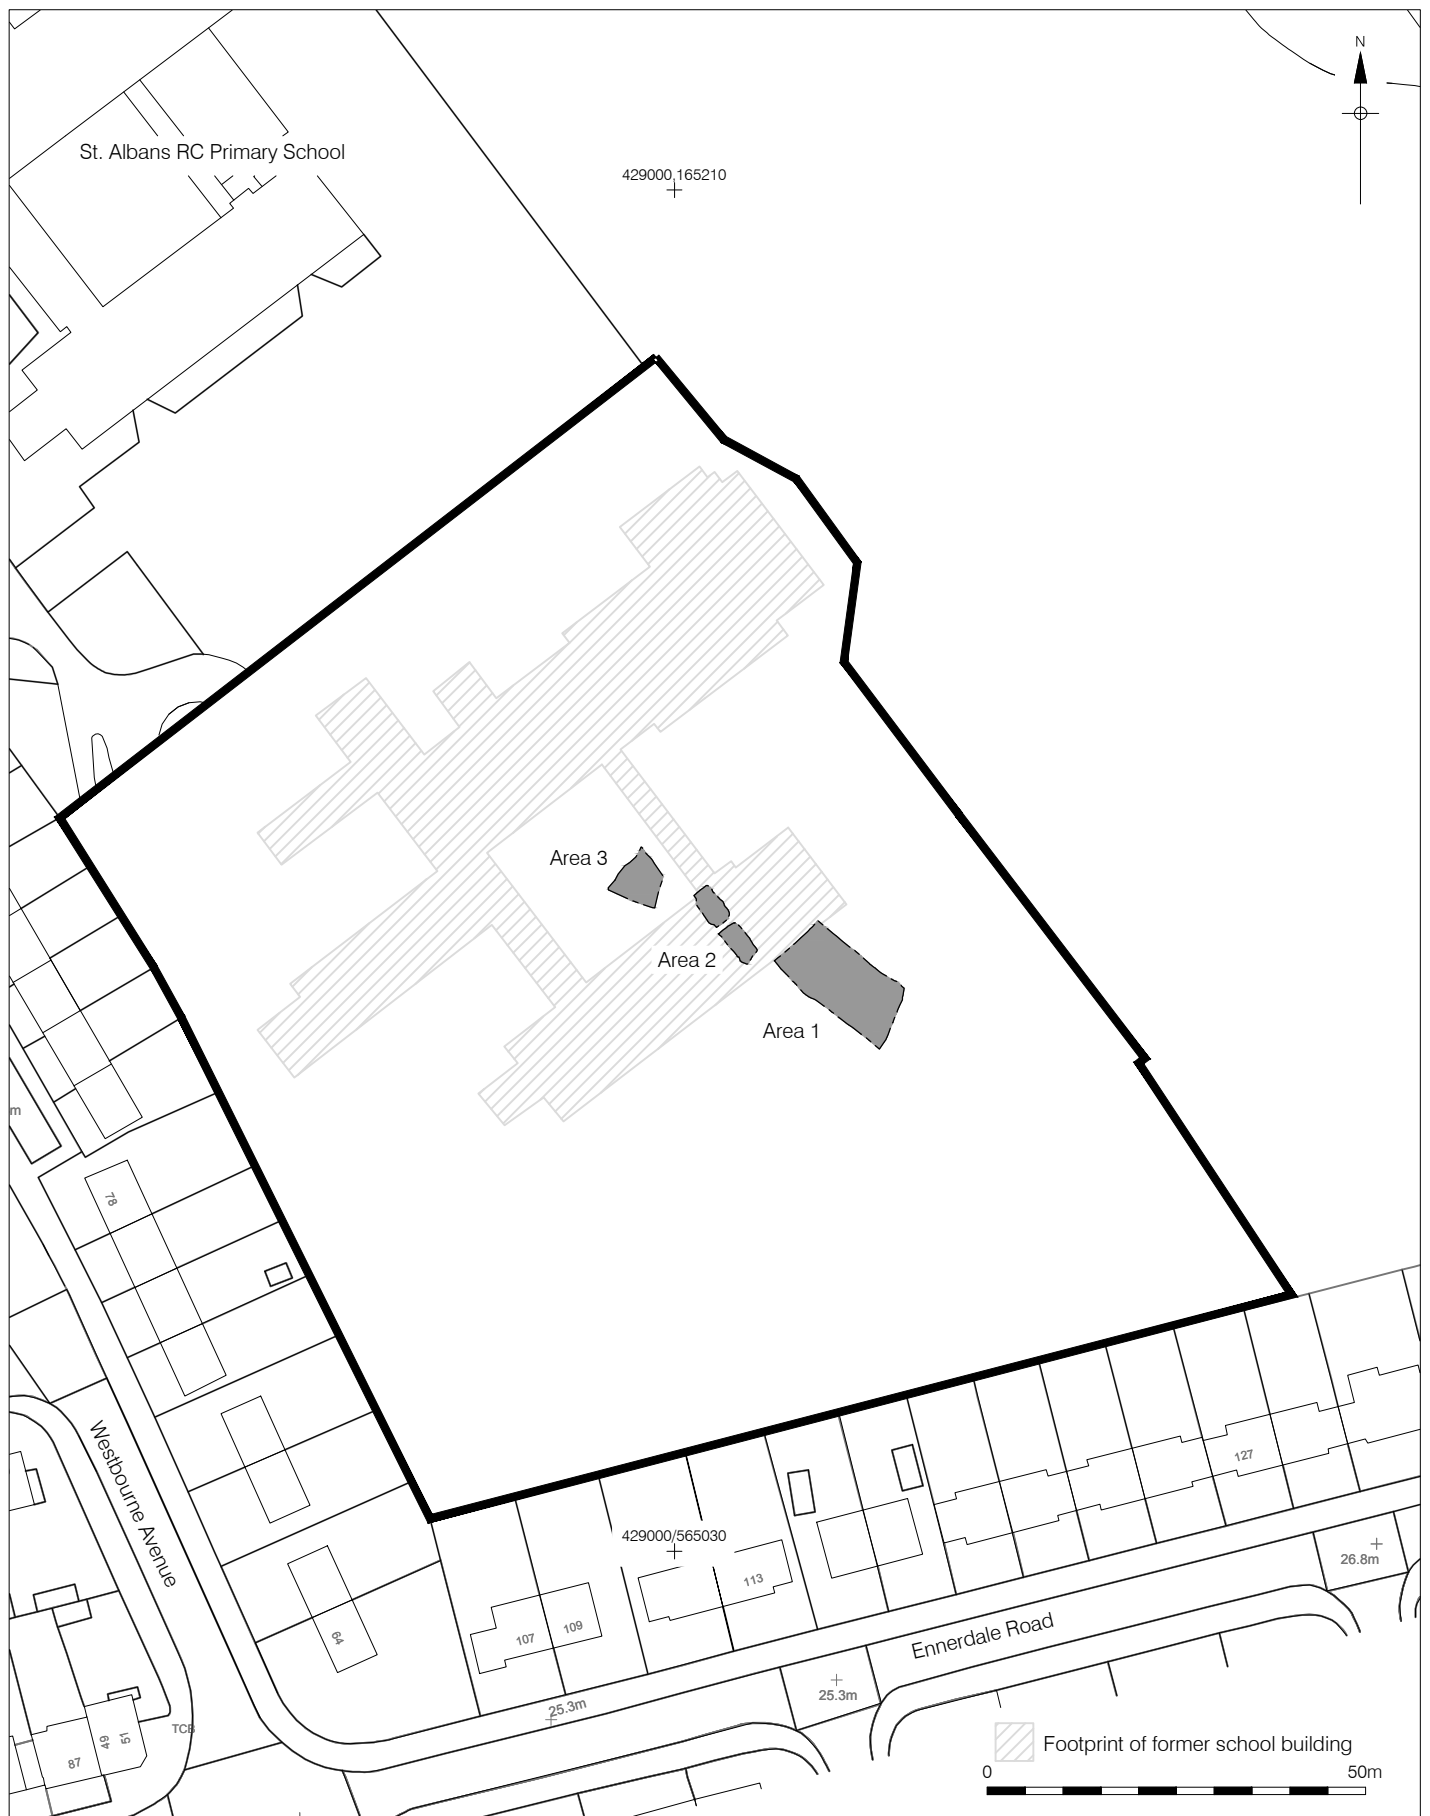 N
St. Albans RC Primary School
429000,165210
Area 3
Area 2
Area 1
m
78
Westbourne Avenue
127
429000/565030
26.8m
113
64
107
109
Ennerdale Road
25.3m
25.3m
TCB
51
49
87
Footprint of former school building
0
50m